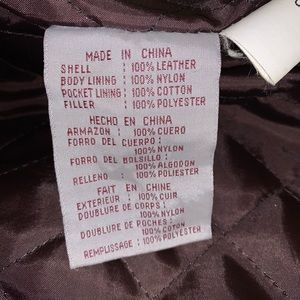 MADE IN CHINA
SHELL : 100% LEATHER
BODY LINING : 100% NYLON
POCKET LINING : 100% COTTON
FILLER : 100% POLYESTER
HECHO EN CHINA
ARMAZON : 100% CUERO
FORRO DEL CUERPO :
: 100% NYLON
FORRO DEL BOLSILLO :
: 100% ALGODON
RELLENO : 100% POLIESTER
FAIT EN CHINE
EXTERIEUR : 100% CUIR
DOUBLURE DE CORPS :
: 100% NYLON
DOUBLURE DE POCHES :
: 100% COTON
REMPLISSAGE : 100% POLYESTER